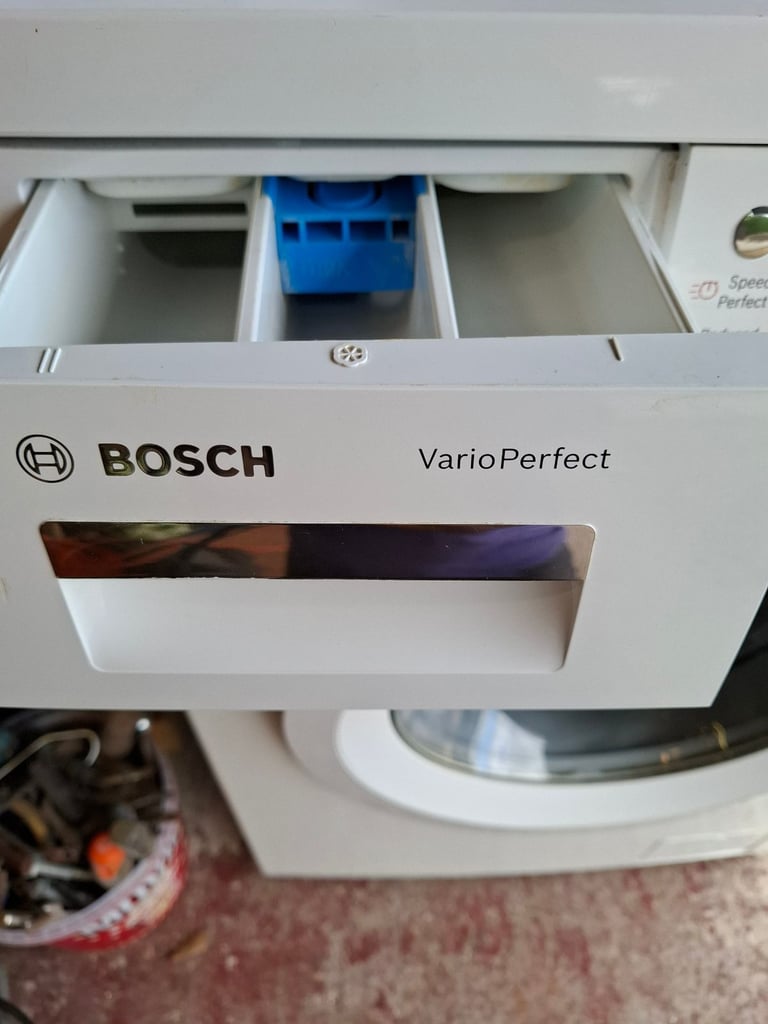 Speed
Perfect
||
|
BOSCH
VarioPerfect